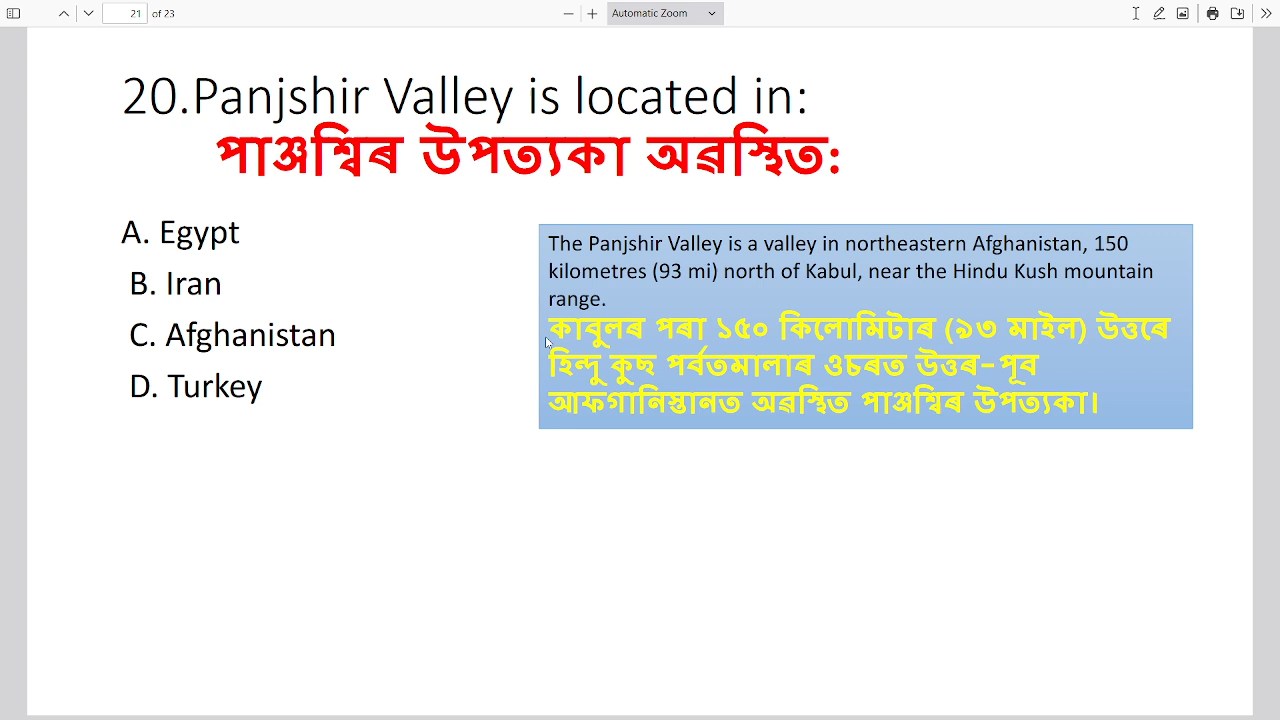 21 of 23
Automatic Zoom
20.Panjshir Valley is located in:
পাঞ্জশ্বিৰ উপত্যকা অৱস্থিত:
A. Egypt
B. Iran
C. Afghanistan
D. Turkey
The Panjshir Valley is a valley in northeastern Afghanistan, 150
kilometres (93 mi) north of Kabul, near the Hindu Kush mountain
range.
কাবুলৰ পৰা ১৫০ কিলোমিটাৰ (৯৩ মাইল) উত্তৰে
হিন্দু কুছ পৰ্বতমালাৰ ওচৰত উত্তৰ-পূব
আফগানিস্তানত অৱস্থিত পাঞ্জশ্বিৰ উপত্যকা।